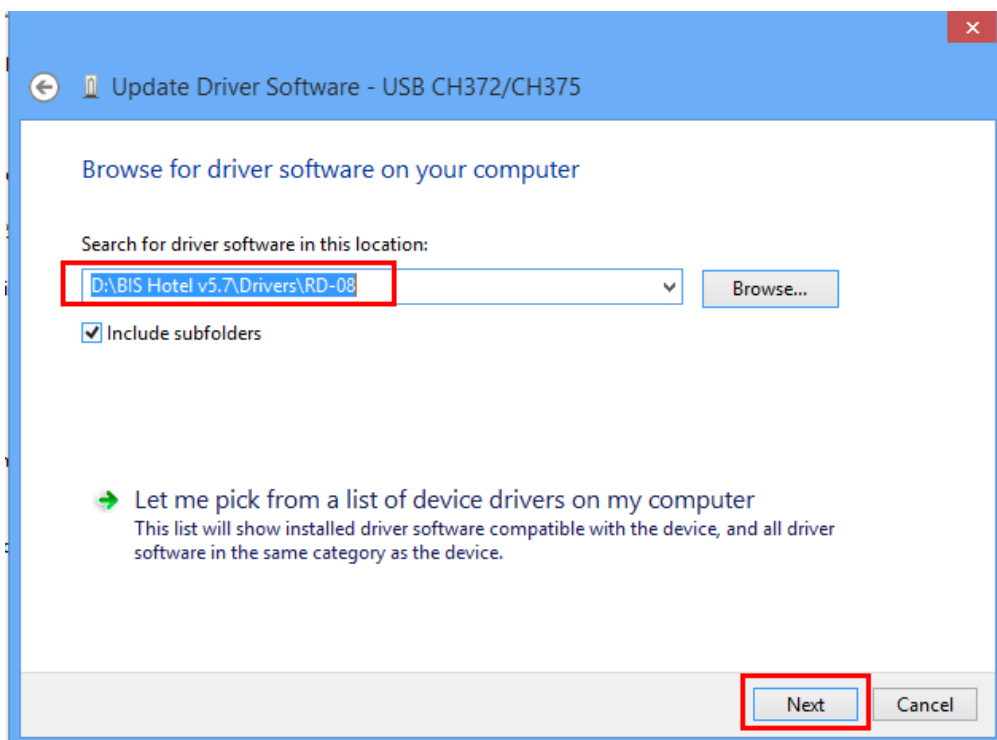 Update Driver Software - USB CH372/CH375
Browse for driver software on your computer
Search for driver software in this location:
D:\BIS Hotel v5.7\Drivers\RD-08
Browse...
Include subfolders
Let me pick from a list of device drivers on my computer
This list will show installed driver software compatible with the device, and all driver
software in the same category as the device.
Next
Cancel